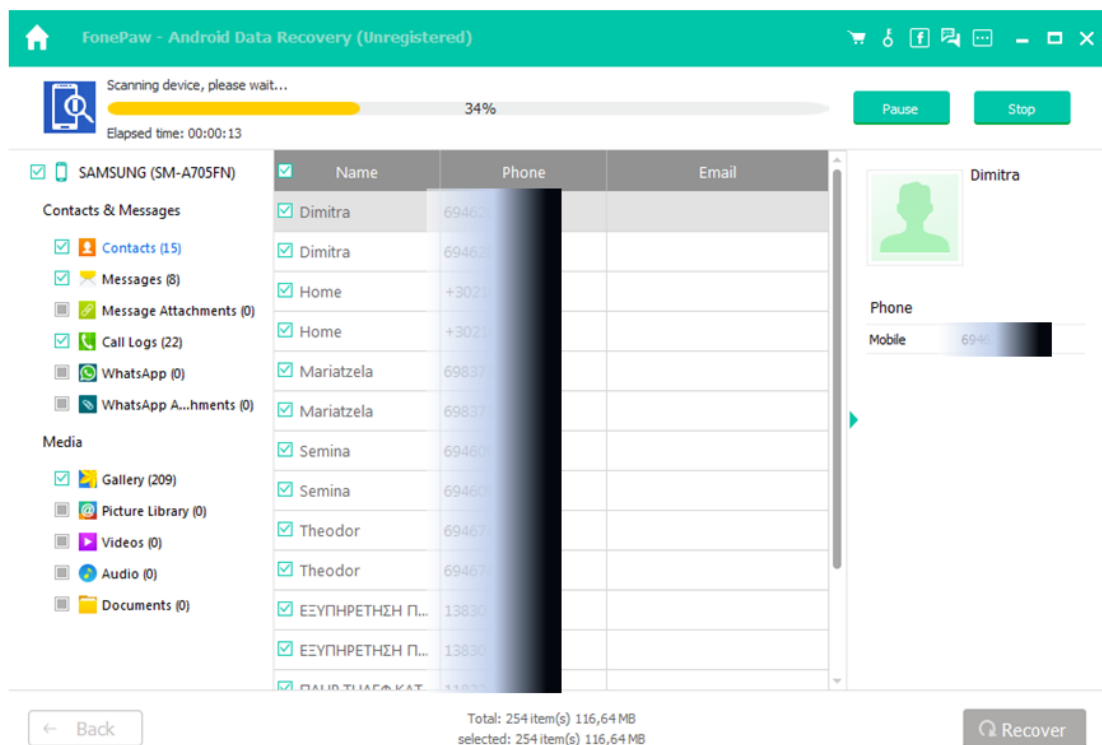 FonePaw - Android Data Recovery (Unregistered)
Scanning device, please wait...
34%
Elapsed time: 00:00:13
Pause
Stop
SAMSUNG (SM-A705FN)
Contacts & Messages
Contacts (15)
Messages (8)
Message Attachments (0)
Call Logs (22)
WhatsApp (0)
WhatsApp A...hments (0)
Media
Gallery (209)
Picture Library (0)
Videos (0)
Audio (0)
Documents (0)
Name Phone Email
Dimitra
Dimitra
Home
Home
Mariatzela
Mariatzela
Semina
Semina
Theodor
Theodor
ΕΞΥΠΗΡΕΤΗΣΗ Π... 13830
ΕΞΥΠΗΡΕΤΗΣΗ Π... 13830
Dimitra
Phone
Mobile
Back
Total: 254 item(s) 116,64 MB
selected: 254 item(s) 116,64 MB
Recover